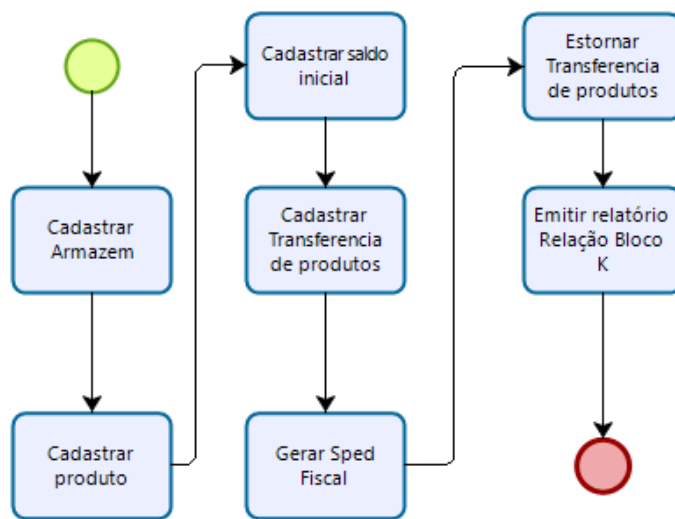 Cadastrar
Armazem
Cadastrar
produto
Cadastrar saldo
inicial
Cadastrar
Transferencia
de produtos
Gerar Sped
Fiscal
Estornar
Transferencia
de produtos
Emitir relatório
Relação Bloco
K